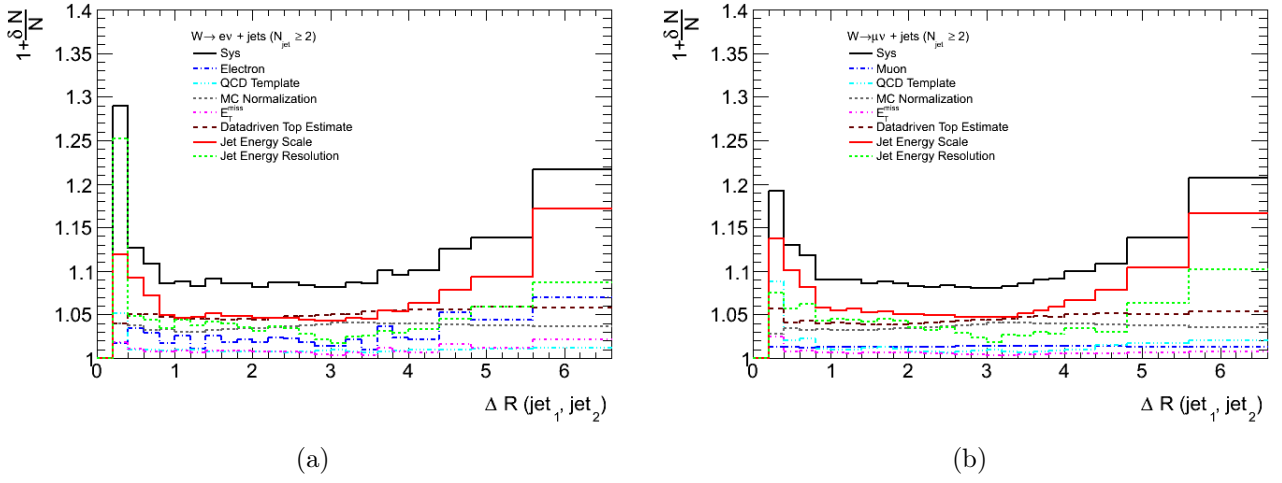 1+δN/N
W→ eν + jets (N_jet ≥ 2)
Sys
Electron
QCD Template
MC Normalization
E_T^miss
Datadriven Top Estimate
Jet Energy Scale
Jet Energy Resolution
1.4
1.35
1.3
1.25
1.2
1.15
1.1
1.05
1
0 1 2 3 4 5 6
Δ R (jet_1, jet_2)
(a)
1+δN/N
W→μν + jets (N_jet ≥ 2)
Sys
Muon
QCD Template
MC Normalization
E_T^miss
Datadriven Top Estimate
Jet Energy Scale
Jet Energy Resolution
1.4
1.35
1.3
1.25
1.2
1.15
1.1
1.05
1
0 1 2 3 4 5 6
Δ R (jet_1, jet_2)
(b)